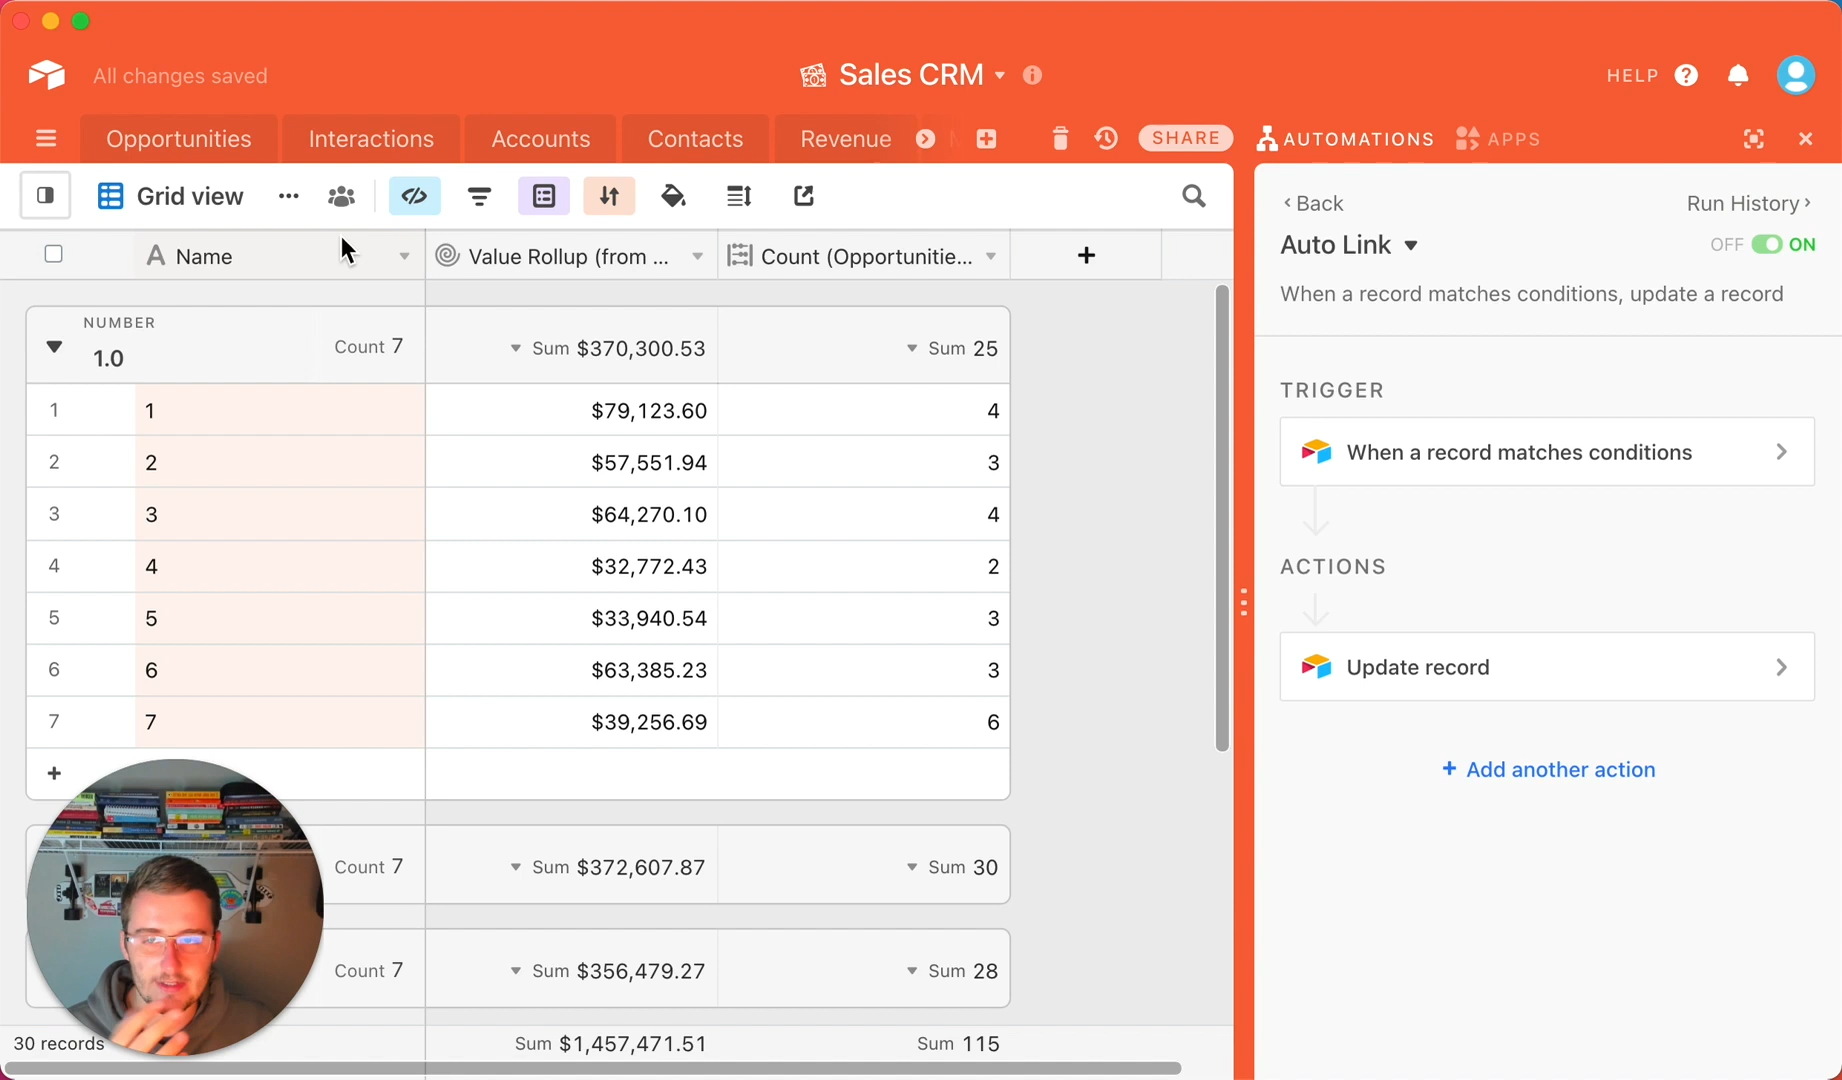 All changes saved
Sales CRM
HELP
Opportunities
Interactions
Accounts
Contacts
Revenue
SHARE
AUTOMATIONS
APPS
Grid view
Name
Value Rollup (from ...
Count (Opportunitie...
NUMBER
1.0
Count 7
Sum $370,300.53
Sum 25
1 1 $79,123.60 4
2 2 $57,551.94 3
3 3 $64,270.10 4
4 4 $32,772.43 2
5 5 $33,940.54 3
6 6 $63,385.23 3
7 7 $39,256.69 6
Count 7 Sum $372,607.87 Sum 30
Count 7 Sum $356,479.27 Sum 28
30 records Sum $1,457,471.51 Sum 115
Back
Run History
Auto Link
OFF ON
When a record matches conditions, update a record
TRIGGER
When a record matches conditions
ACTIONS
Update record
+ Add another action